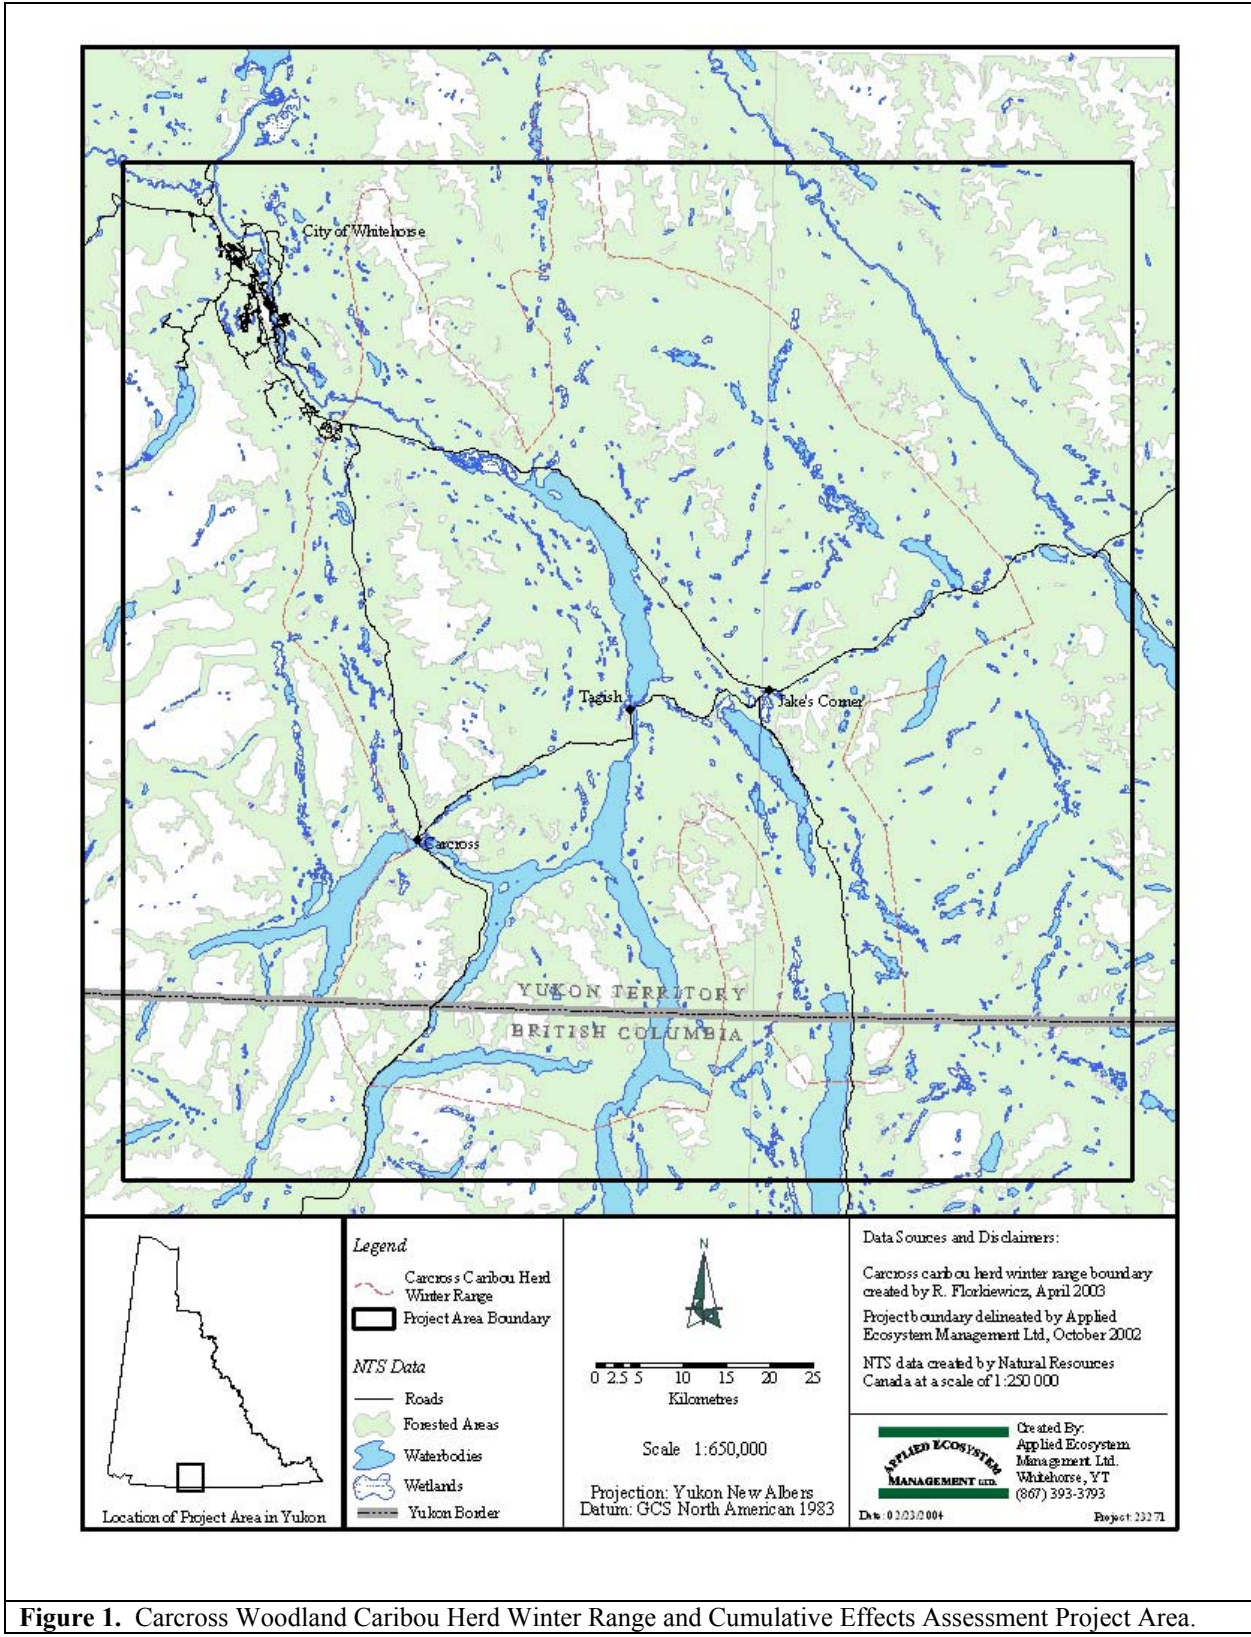 City of Whitehorse
Tagish
Jake's Corner
Carcross
YUKON TERRITORY
BRITISH COLUMBIA
Location of Project Area in Yukon
Legend
Carcross Caribou Herd
Winter Range
Project Area Boundary
NTS Data
Roads
Forested Areas
Waterbodies
Wetlands
Yukon Border
N
0 2.5 5 10 15 20 25
Kilometres
Scale 1:650,000
Projection: Yukon New Albers
Datum: GCS North American 1983
Data Sources and Disclaimers:
Carcross caribou herd winter range boundary
created by R. Florkiewicz, April 2003
Project boundary delineated by Applied
Ecosystem Management Ltd, October 2002
NTS data created by Natural Resources
Canada at a scale of 1:250 000
APPLIED ECOSYSTEM
MANAGEMENT LTD.
Created By:
Applied Ecosystem
Management Ltd.
Whitehorse, YT
(867) 393-3793
Date: 02/23/2004
Project: 23271
Figure 1. Carcross Woodland Caribou Herd Winter Range and Cumulative Effects Assessment Project Area.